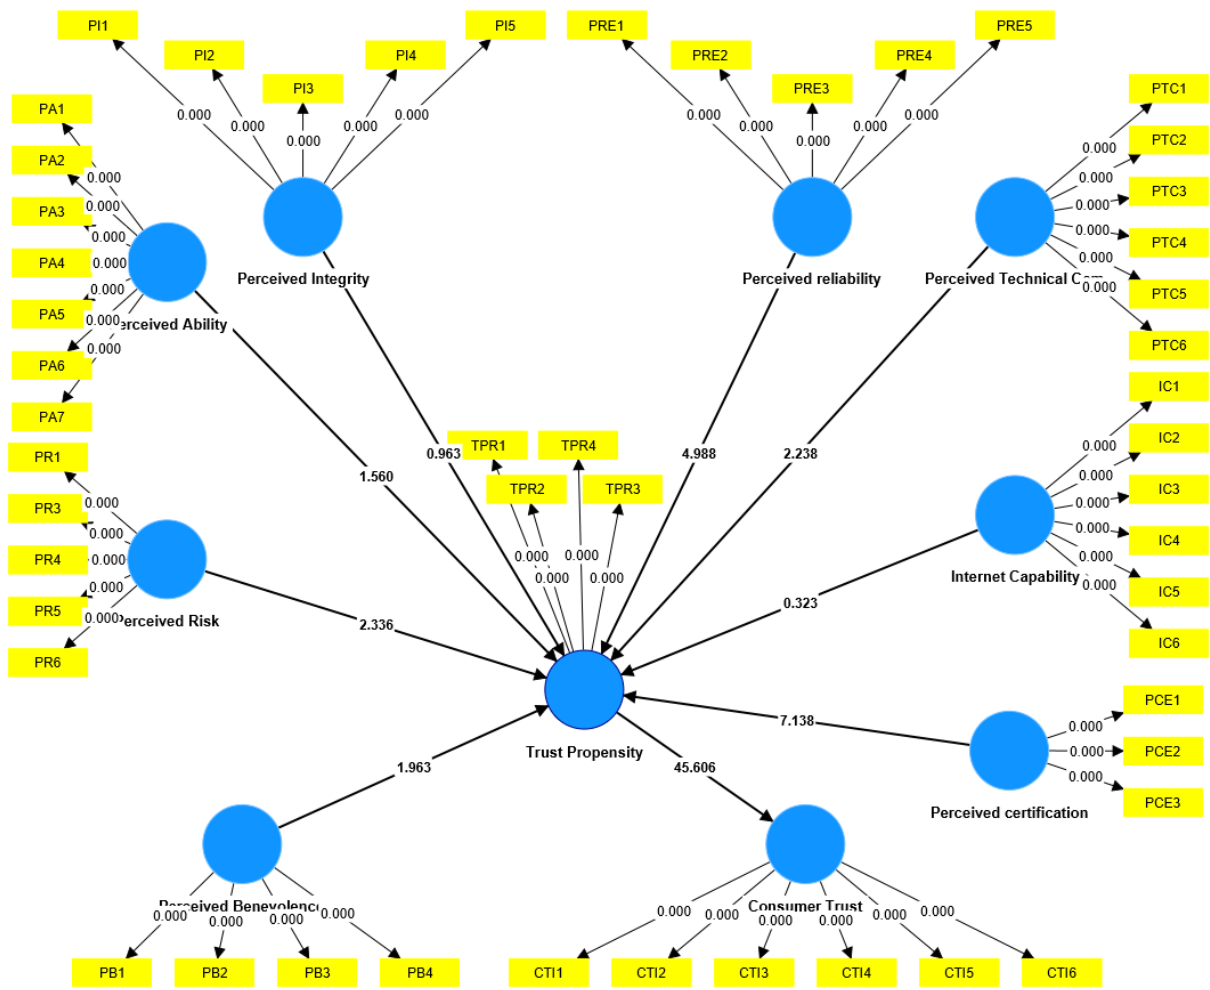 PI1
PI2
PI3
PI4
PI5
0.000
0.000
0.000
0.000
0.000
Perceived Integrity
PRE1
PRE2
PRE3
PRE4
PRE5
0.000
0.000
0.000
0.000
0.000
Perceived reliability
PA1
PA2
PA3
PA4
PA5
PA6
PA7
0.000
0.000
0.000
0.000
0.000
0.000
0.000
erceived Ability
PTC1
PTC2
PTC3
PTC4
PTC5
PTC6
0.000
0.000
0.000
0.000
0.000
0.000
Perceived Technical Com
PR1
PR3
PR4
PR5
PR6
0.000
0.000
0.000
0.000
0.000
erceived Risk
TPR1
TPR4
TPR2
TPR3
0.000
0.000
0.000
0.000
Trust Propensity
IC1
IC2
IC3
IC4
IC5
IC6
0.000
0.000
0.000
0.000
0.000
0.000
Internet Capability
1.560
0.963
4.988
2.238
2.336
0.323
7.138
1.963
45.606
PCE1
PCE2
PCE3
0.000
0.000
0.000
Perceived certification
Perceived Benevolence
0.000
0.000
0.000
0.000
PB1
PB2
PB3
PB4
Consumer Trust
0.000
0.000
0.000
0.000
0.000
0.000
CTI1
CTI2
CTI3
CTI4
CTI5
CTI6